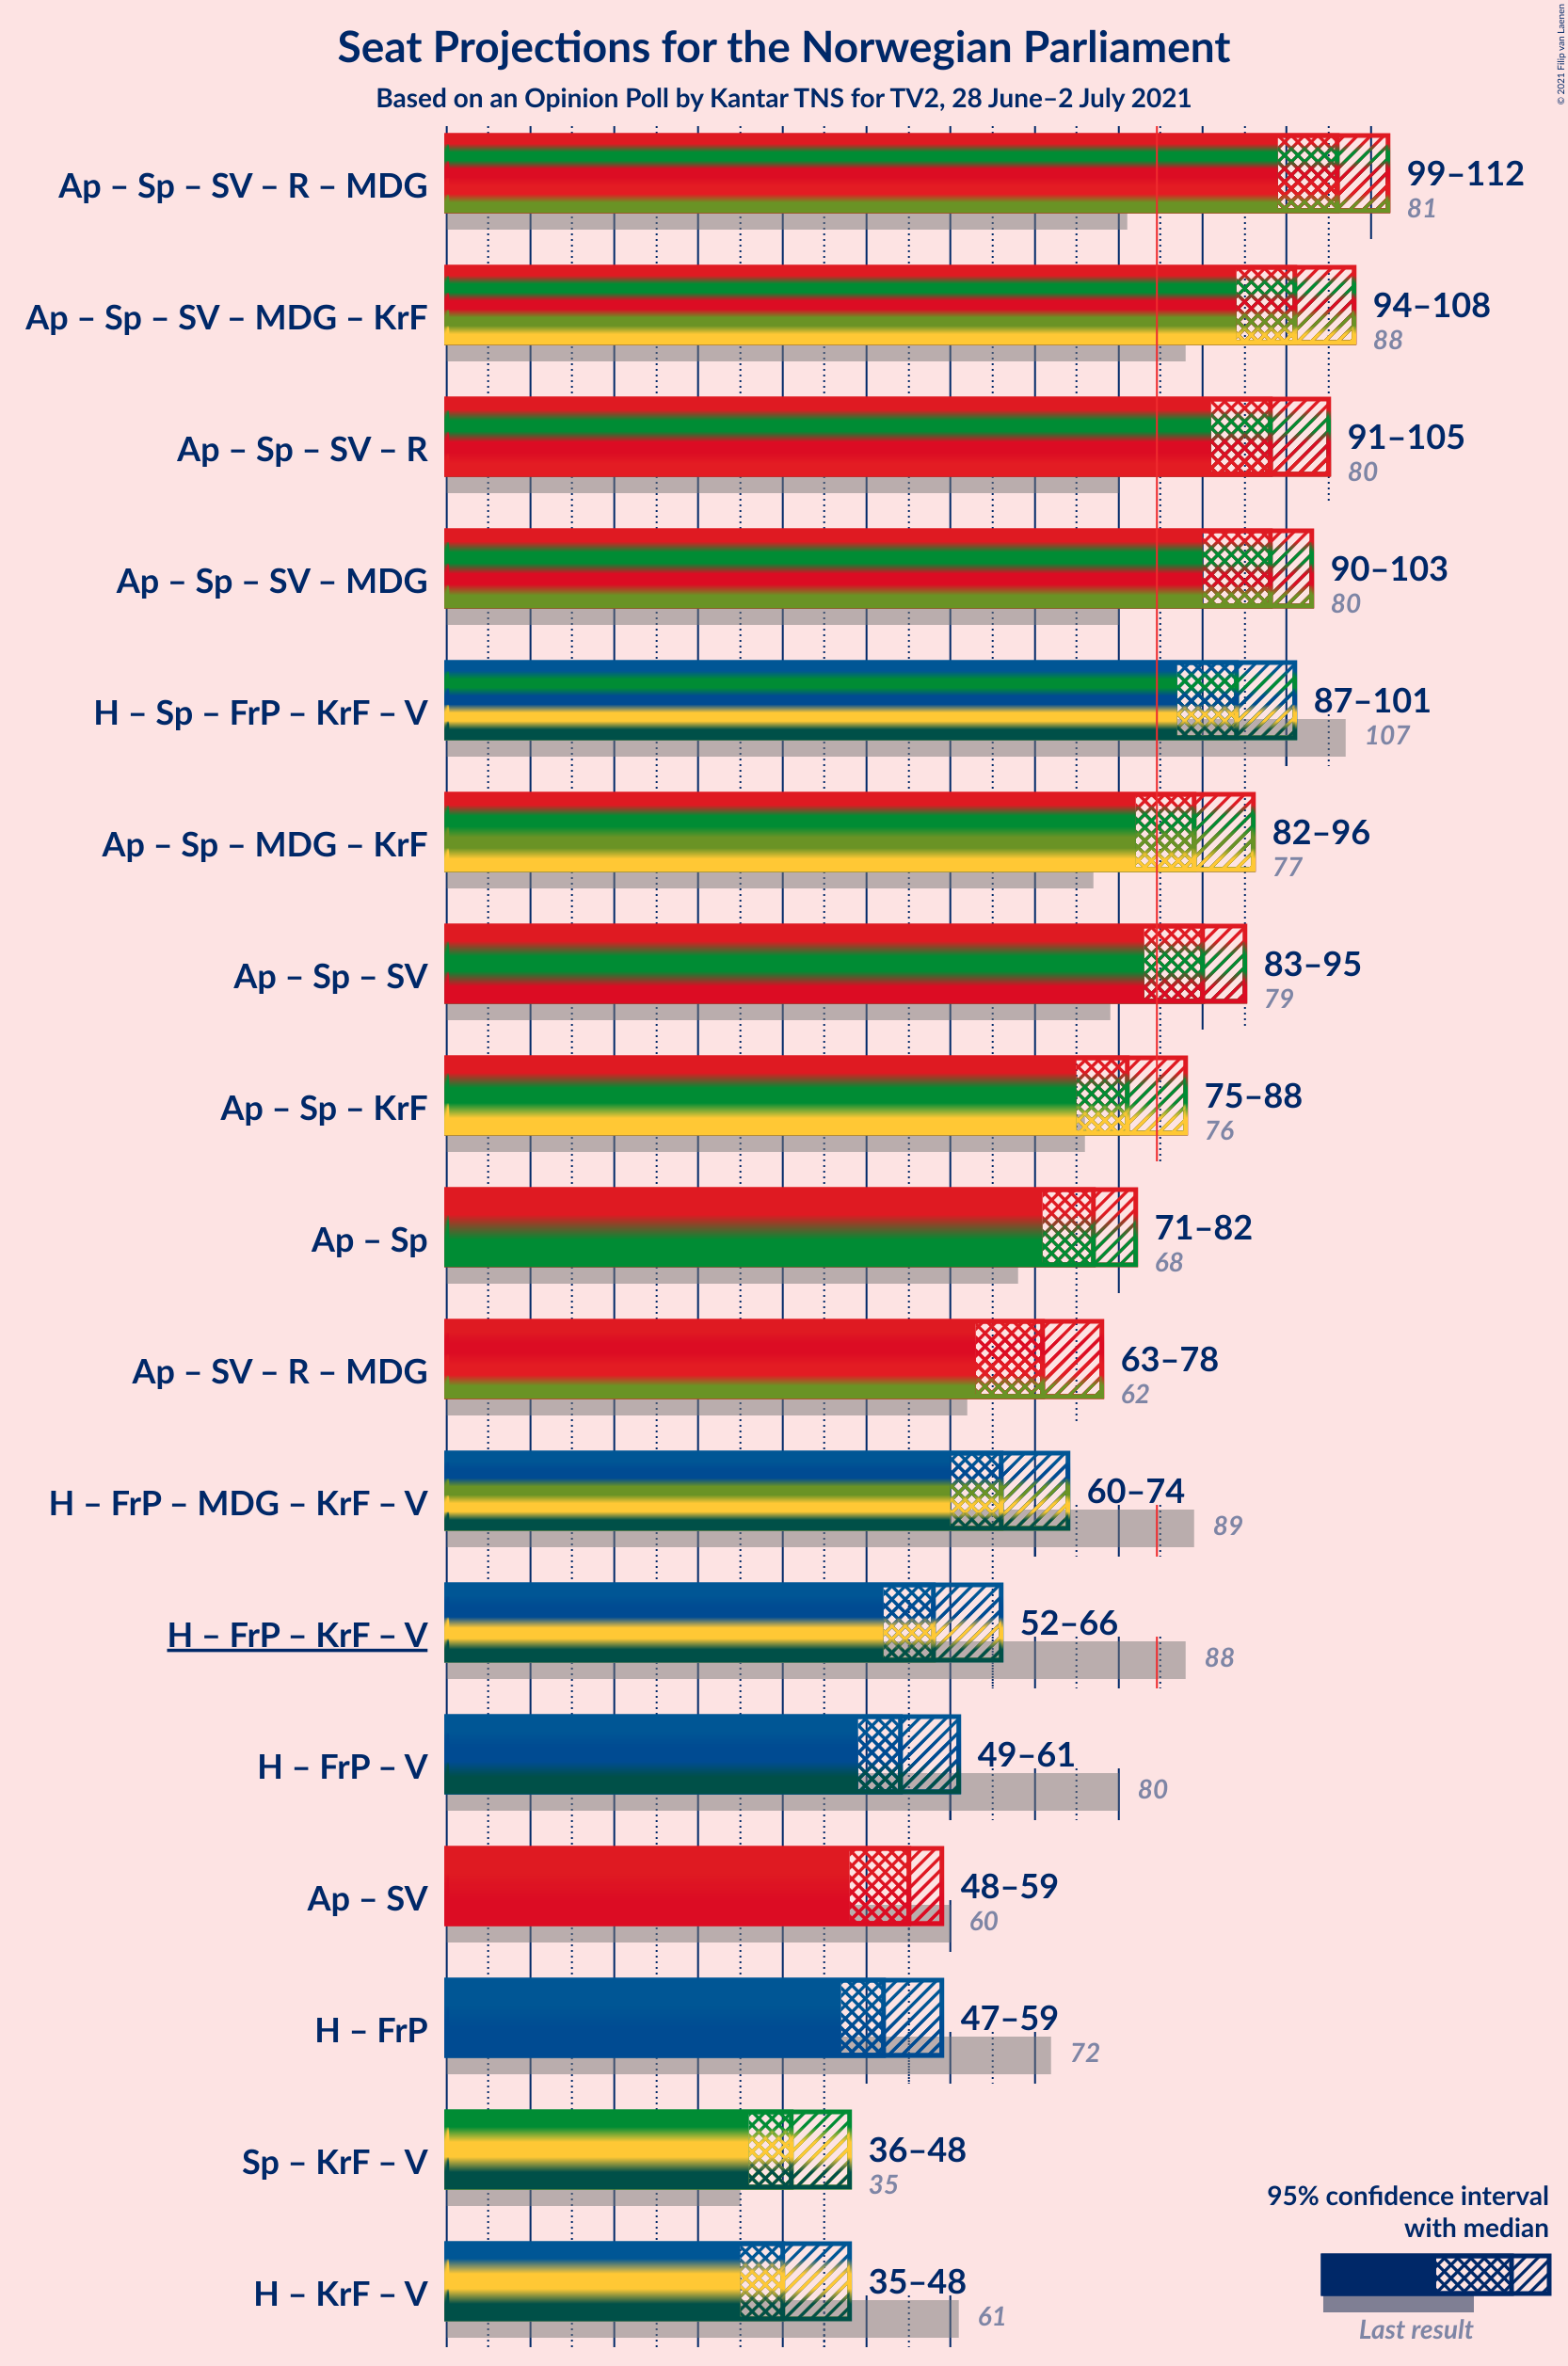 Seat Projections for the Norwegian Parliament
Based on an Opinion Poll by Kantar TNS for TV2, 28 June–2 July 2021
© 2021 Filip van Laenen
Ap – Sp – SV – R – MDG
99–112
81
Ap – Sp – SV – MDG – KrF
94–108
88
Ap – Sp – SV – R
91–105
80
Ap – Sp – SV – MDG
90–103
80
H – Sp – FrP – KrF – V
87–101
107
Ap – Sp – MDG – KrF
82–96
77
Ap – Sp – SV
83–95
79
Ap – Sp – KrF
75–88
76
Ap – Sp
71–82
68
Ap – SV – R – MDG
63–78
62
H – FrP – MDG – KrF – V
60–74
89
H – FrP – KrF – V
52–66
88
H – FrP – V
49–61
80
Ap – SV
48–59
60
H – FrP
47–59
72
Sp – KrF – V
36–48
35
H – KrF – V
35–48
61
95% confidence interval
with median
Last result